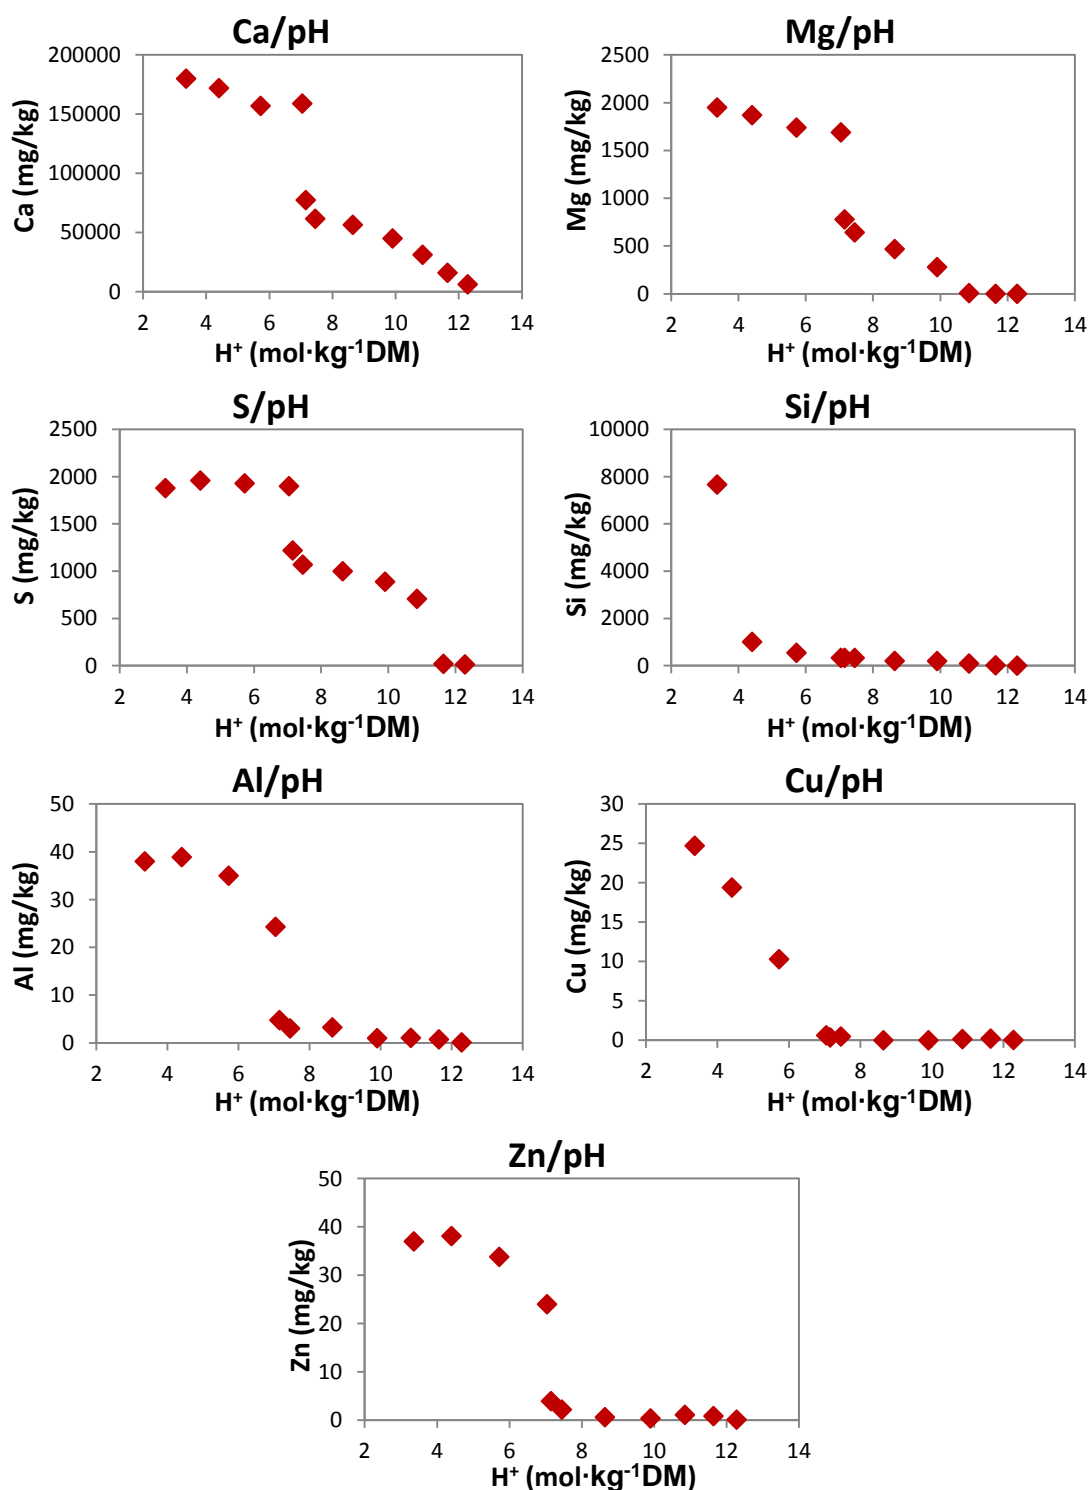 Ca/pH
Ca (mg/kg)
200000
150000
100000
50000
0
2 4 6 8 10 12 14
H⁺ (mol·kg⁻¹DM)
Mg/pH
Mg (mg/kg)
2500
2000
1500
1000
500
0
2 4 6 8 10 12 14
H⁺ (mol·kg⁻¹DM)
S/pH
S (mg/kg)
2500
2000
1500
1000
500
0
2 4 6 8 10 12 14
H⁺ (mol·kg⁻¹DM)
Si/pH
Si (mg/kg)
10000
8000
6000
4000
2000
0
2 4 6 8 10 12 14
H⁺ (mol·kg⁻¹DM)
Al/pH
Al (mg/kg)
50
40
30
20
10
0
2 4 6 8 10 12 14
H⁺ (mol·kg⁻¹DM)
Cu/pH
Cu (mg/kg)
30
25
20
15
10
5
0
2 4 6 8 10 12 14
H⁺ (mol·kg⁻¹DM)
Zn/pH
Zn (mg/kg)
50
40
30
20
10
0
2 4 6 8 10 12 14
H⁺ (mol·kg⁻¹DM)